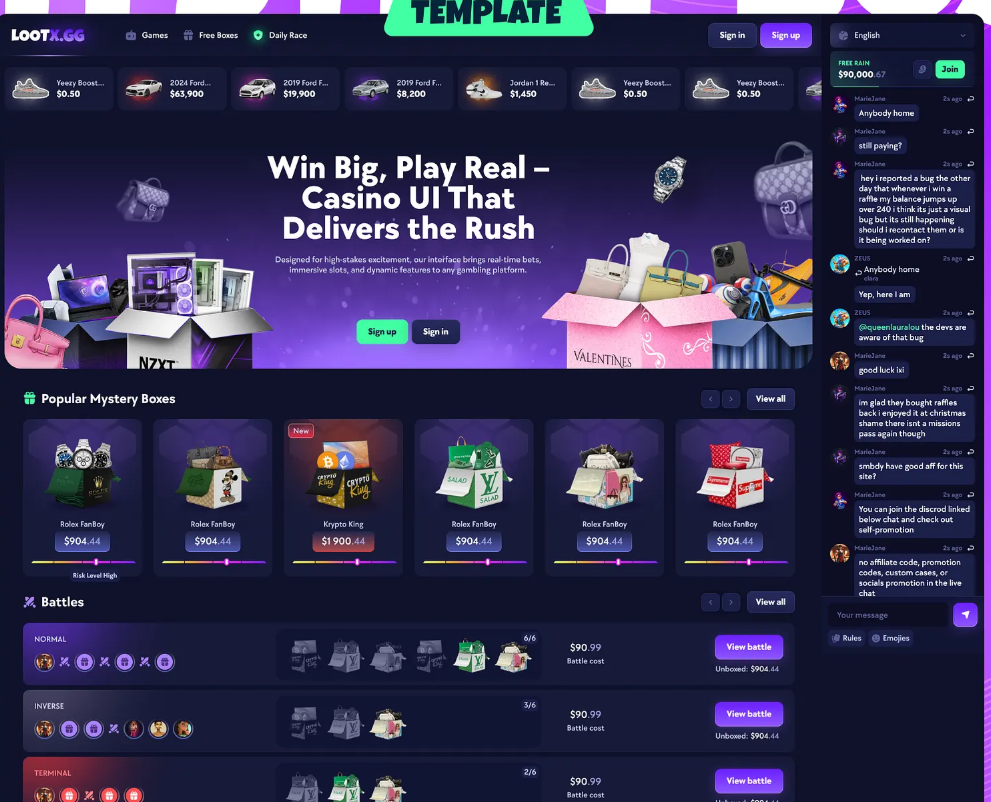 TEMPLATE
LOOTX.GG
Games
Free Boxes
Daily Race
Sign in
Sign up
English
Yeezy Boost...
$0.50
2024 Ford...
$63,900
2019 Ford F...
$19,900
2019 Ford F...
$8,200
Jordan 1 Re...
$1,450
Yeezy Boost...
$0.50
Yeezy Boost...
$0.50
FREE RAIN
$90,000.67
Join
Win Big, Play Real –
Casino UI That
Delivers the Rush
Designed for high-stakes excitement, our interface brings real-time bets,
immersive slots, and dynamic features to any gambling platform.
Sign up
Sign in
NZXT
VALENTINES
Popular Mystery Boxes
View all
ROLEX
Rolex FanBoy
$904.44
Risk Level High
Rolex FanBoy
$904.44
New
CRYPTO
King
CRYPTO
King
Krypto King
$1 900.44
SALAD
SALAD
Rolex FanBoy
$904.44
Rolex FanBoy
$904.44
Supreme
Supreme
Rolex FanBoy
$904.44
Battles
View all
NORMAL
6/6
$90.99
Battle cost
View battle
Unboxed: $904.44
INVERSE
3/6
$90.99
Battle cost
View battle
Unboxed: $904.44
TERMINAL
2/6
$90.99
Battle cost
View battle
Unboxed: $904.44
MarieJane
2s ago
Anybody home
MarieJane
2s ago
still paying?
MarieJane
2s ago
hey i reported a bug the other
day that whenever i win a
raffle my balance jumps up
over 240 i think its just a visual
bug but its still happening
should i recontact them or is
it being worked on?
ZEUS
2s ago
Anybody home
clara
Yep, here I am
ZEUS
2s ago
@queenlauralou the devs are
aware of that bug
MarieJane
2s ago
good luck ixi
MarieJane
2s ago
im glad they bought raffles
back i enjoyed it at christmas
shame there isnt a missions
pass again though
MarieJane
2s ago
smbdy have good aff for this
site?
MarieJane
2s ago
You can join the discrod linked
below chat and check out
self-promotion
MarieJane
2s ago
no affiliate code, promotion
codes, custom cases, or
socials promotion in the live
chat
Your message
Rules
Emojies